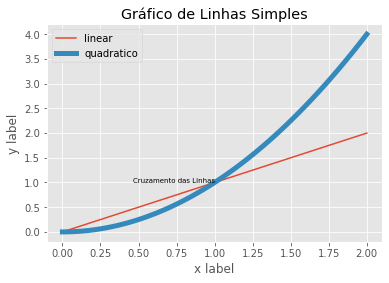 Gráfico de Linhas Simples
4.0
3.5
3.0
2.5
2.0
1.5
1.0
0.5
0.0
y label
linear
quadratico
Cruzamento das Linhas
0.00 0.25 0.50 0.75 1.00 1.25 1.50 1.75 2.00
x label